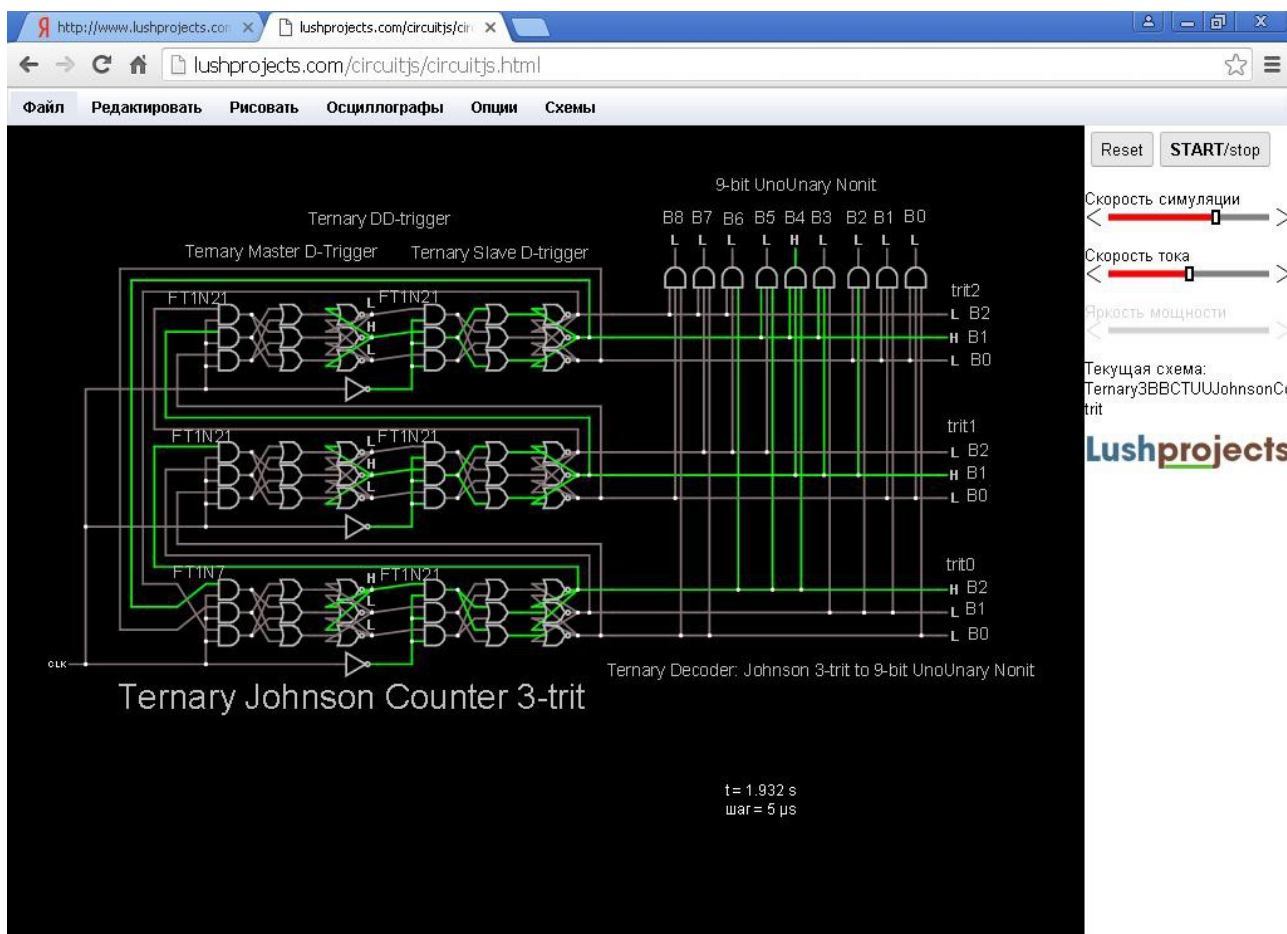 http://www.lushprojects.con
lushprojects.com/circuitjs/cir
lushprojects.com/circuitjs/circuitjs.html
Файл Редактировать Рисовать Осциллографы Опции Схемы
Reset START/stop
Скорость симуляции
Скорость тока
Яркость мощности
Текущая схема:
Ternary3BBCTUUJohnsonCo
trit
Lushprojects
9-bit UnoUnary Nonit
B8 B7 B6 B5 B4 B3 B2 B1 B0
L L L L H L L L L
Ternary DD-trigger
Ternary Master D-Trigger Ternary Slave D-trigger
FT1N21 L FT1N21
H
L
trit2
L B2
H B1
L B0
FT1N21 L FT1N21
H
L
trit1
L B2
H B1
L B0
FT1N7 H FT1N21
L
L
trit0
H B2
L B1
L B0
CLK
Ternary Decoder: Johnson 3-trit to 9-bit UnoUnary Nonit
Ternary Johnson Counter 3-trit
t = 1.932 s
шаг = 5 μs